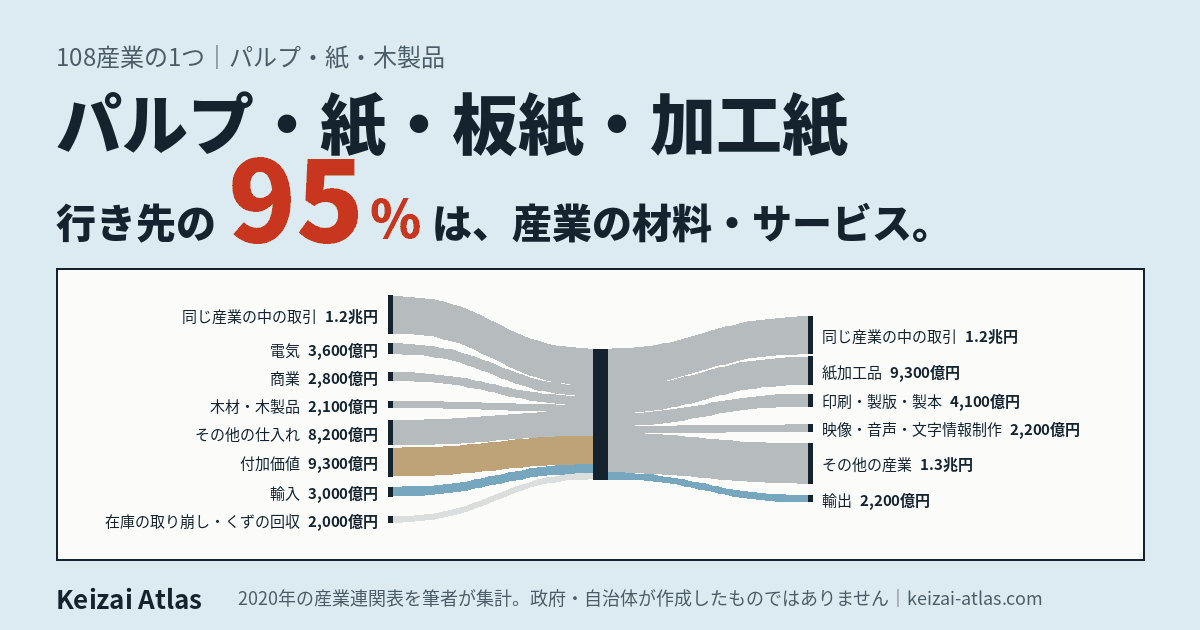 108産業の1つ｜パルプ・紙・木製品
パルプ・紙・板紙・加工紙
行き先の 95% は、産業の材料・サービス。
同じ産業の中の取引 1.2兆円
電気 3,600億円
商業 2,800億円
木材・木製品 2,100億円
その他の仕入れ 8,200億円
付加価値 9,300億円
輸入 3,000億円
在庫の取り崩し・くずの回収 2,000億円
同じ産業の中の取引 1.2兆円
紙加工品 9,300億円
印刷・製版・製本 4,100億円
映像・音声・文字情報制作 2,200億円
その他の産業 1.3兆円
輸出 2,200億円
Keizai Atlas 2020年の産業連関表を筆者が集計。政府・自治体が作成したものではありません｜keizai-atlas.com